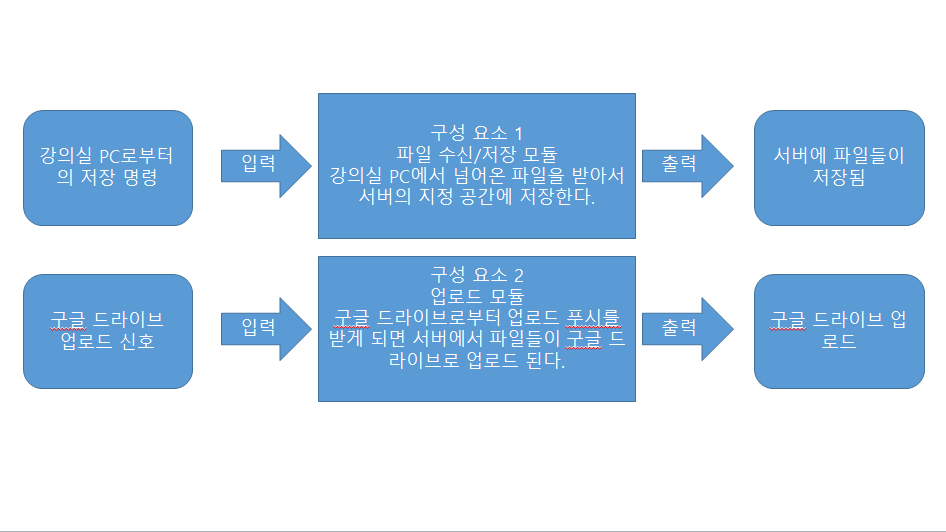 강의실 PC로부터
의 저장 명령
입력
구성 요소 1
파일 수신/저장 모듈
강의실 PC에서 넘어온 파일을 받아서
서버의 지정 공간에 저장한다.
출력
서버에 파일들이
저장됨
구글 드라이브
업로드 신호
입력
구성 요소 2
업로드 모듈
구글 드라이브로부터 업로드 푸시를
받게 되면 서버에서 파일들이 구글 드
라이브로 업로드 된다.
출력
구글 드라이브 업
로드